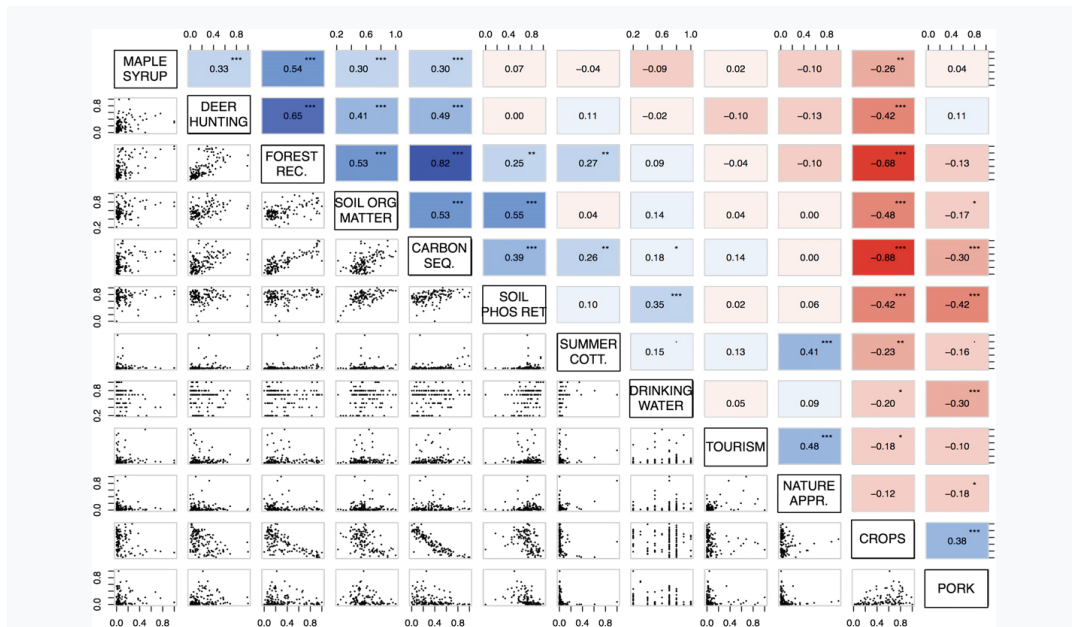 0.0 0.4 0.8 0.2 0.6 1.0 0.0 0.4 0.8 0.2 0.6 1.0 0.0 0.4 0.8
MAPLE SYRUP 0.33 *** 0.54 *** 0.30 *** 0.30 *** 0.07 −0.04 −0.09 0.02 −0.10 −0.26 ** 0.04
0.0 0.8 DEER HUNTING 0.65 *** 0.41 *** 0.49 *** 0.00 0.11 −0.02 −0.10 −0.13 −0.42 *** 0.11
FOREST REC. 0.53 *** 0.82 *** 0.25 ** 0.27 ** 0.09 −0.04 −0.10 −0.68 *** −0.13
0.2 0.8 SOIL ORG MATTER 0.53 *** 0.55 *** 0.04 0.14 0.04 0.00 −0.48 *** −0.17 *
CARBON SEQ. 0.39 *** 0.26 ** 0.18 * 0.14 0.00 −0.88 *** −0.30 ***
0.0 0.8 SOIL PHOS RET 0.10 0.35 *** 0.02 0.06 −0.42 *** −0.42 ***
SUMMER COTT. 0.15 . 0.13 0.41 *** −0.23 ** −0.16 .
0.2 0.8 DRINKING WATER 0.05 0.09 −0.20 * −0.30 ***
TOURISM 0.48 *** −0.18 * −0.10
0.0 0.8 NATURE APPR. −0.12 −0.18 *
CROPS 0.38 ***
0.0 0.8 PORK
0.0 0.4 0.8 0.0 0.4 0.8 0.0 0.4 0.8 0.0 0.4 0.8 0.0 0.4 0.8 0.0 0.4 0.8